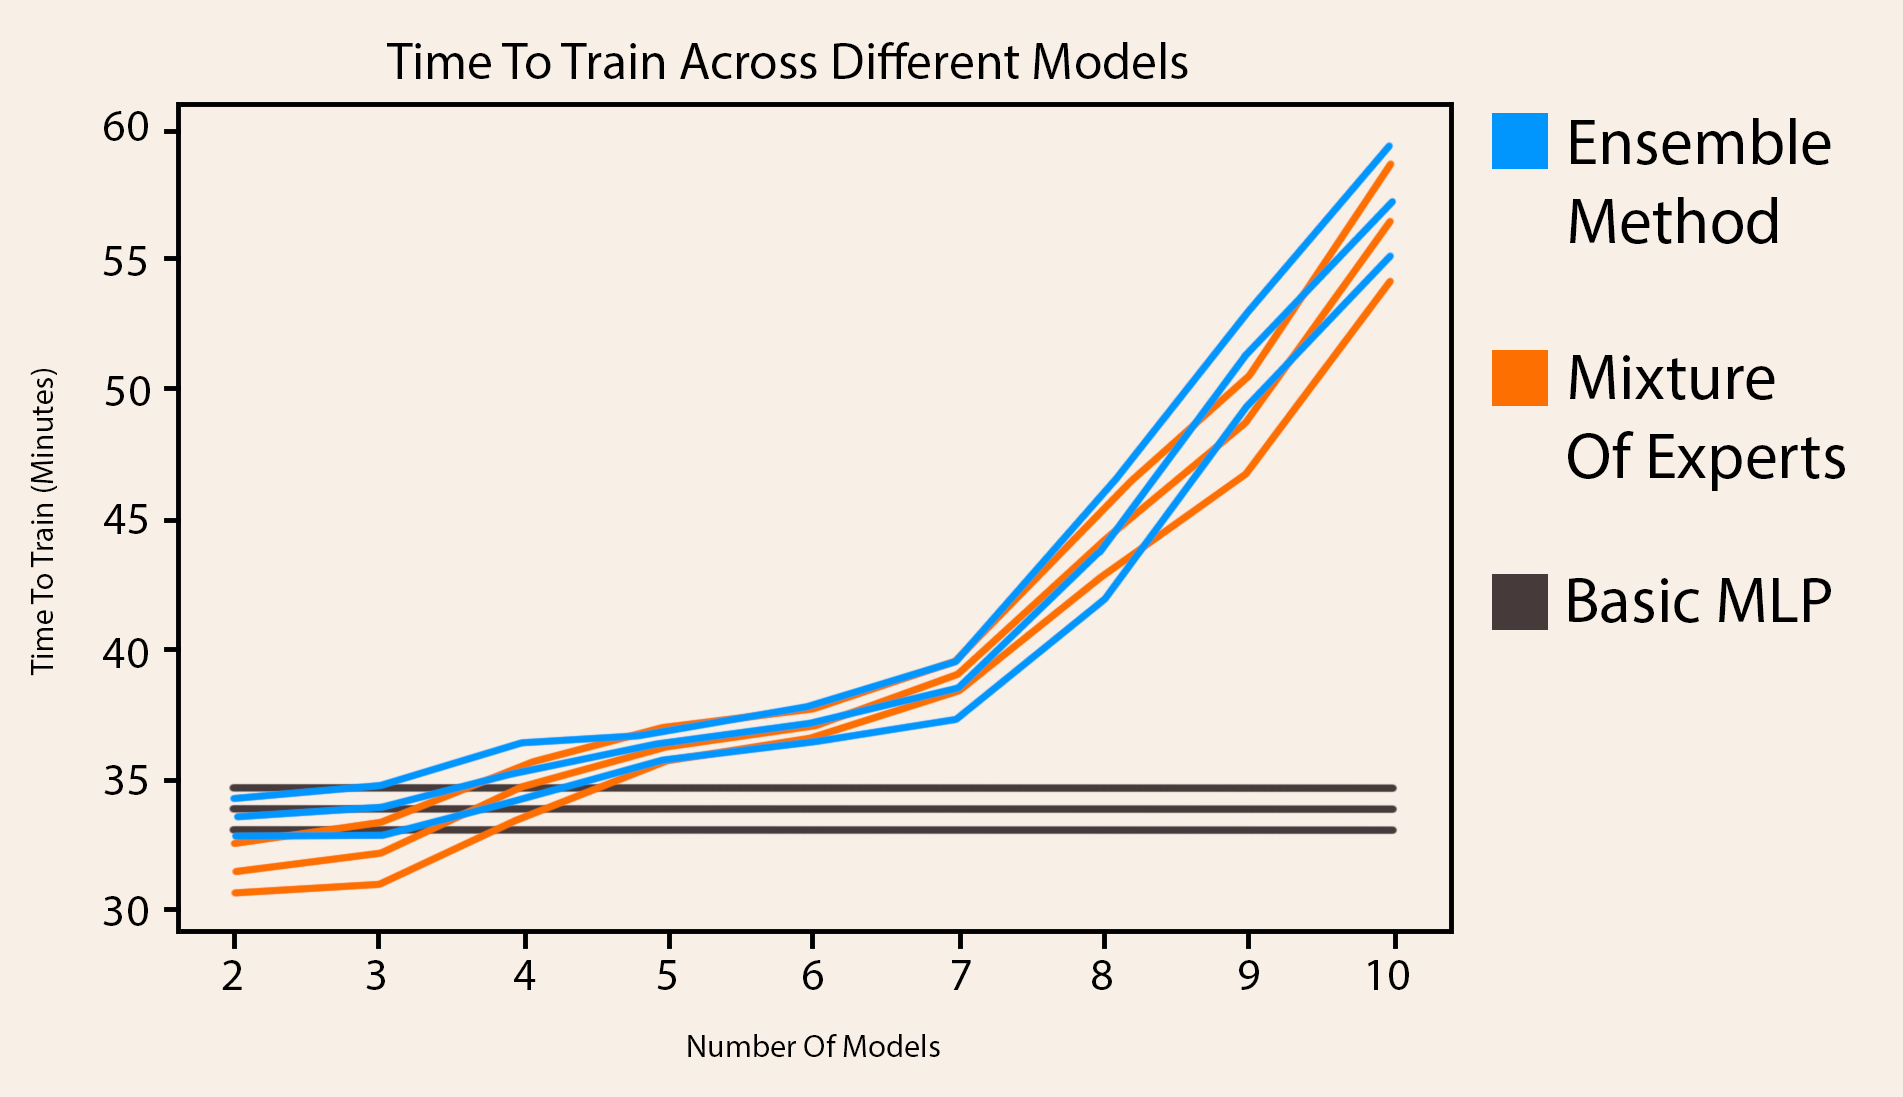 Time To Train Across Different Models
60
55
50
45
40
35
30
Time To Train (Minutes)
2 3 4 5 6 7 8 9 10
Number Of Models
Ensemble
Method
Mixture
Of Experts
Basic MLP